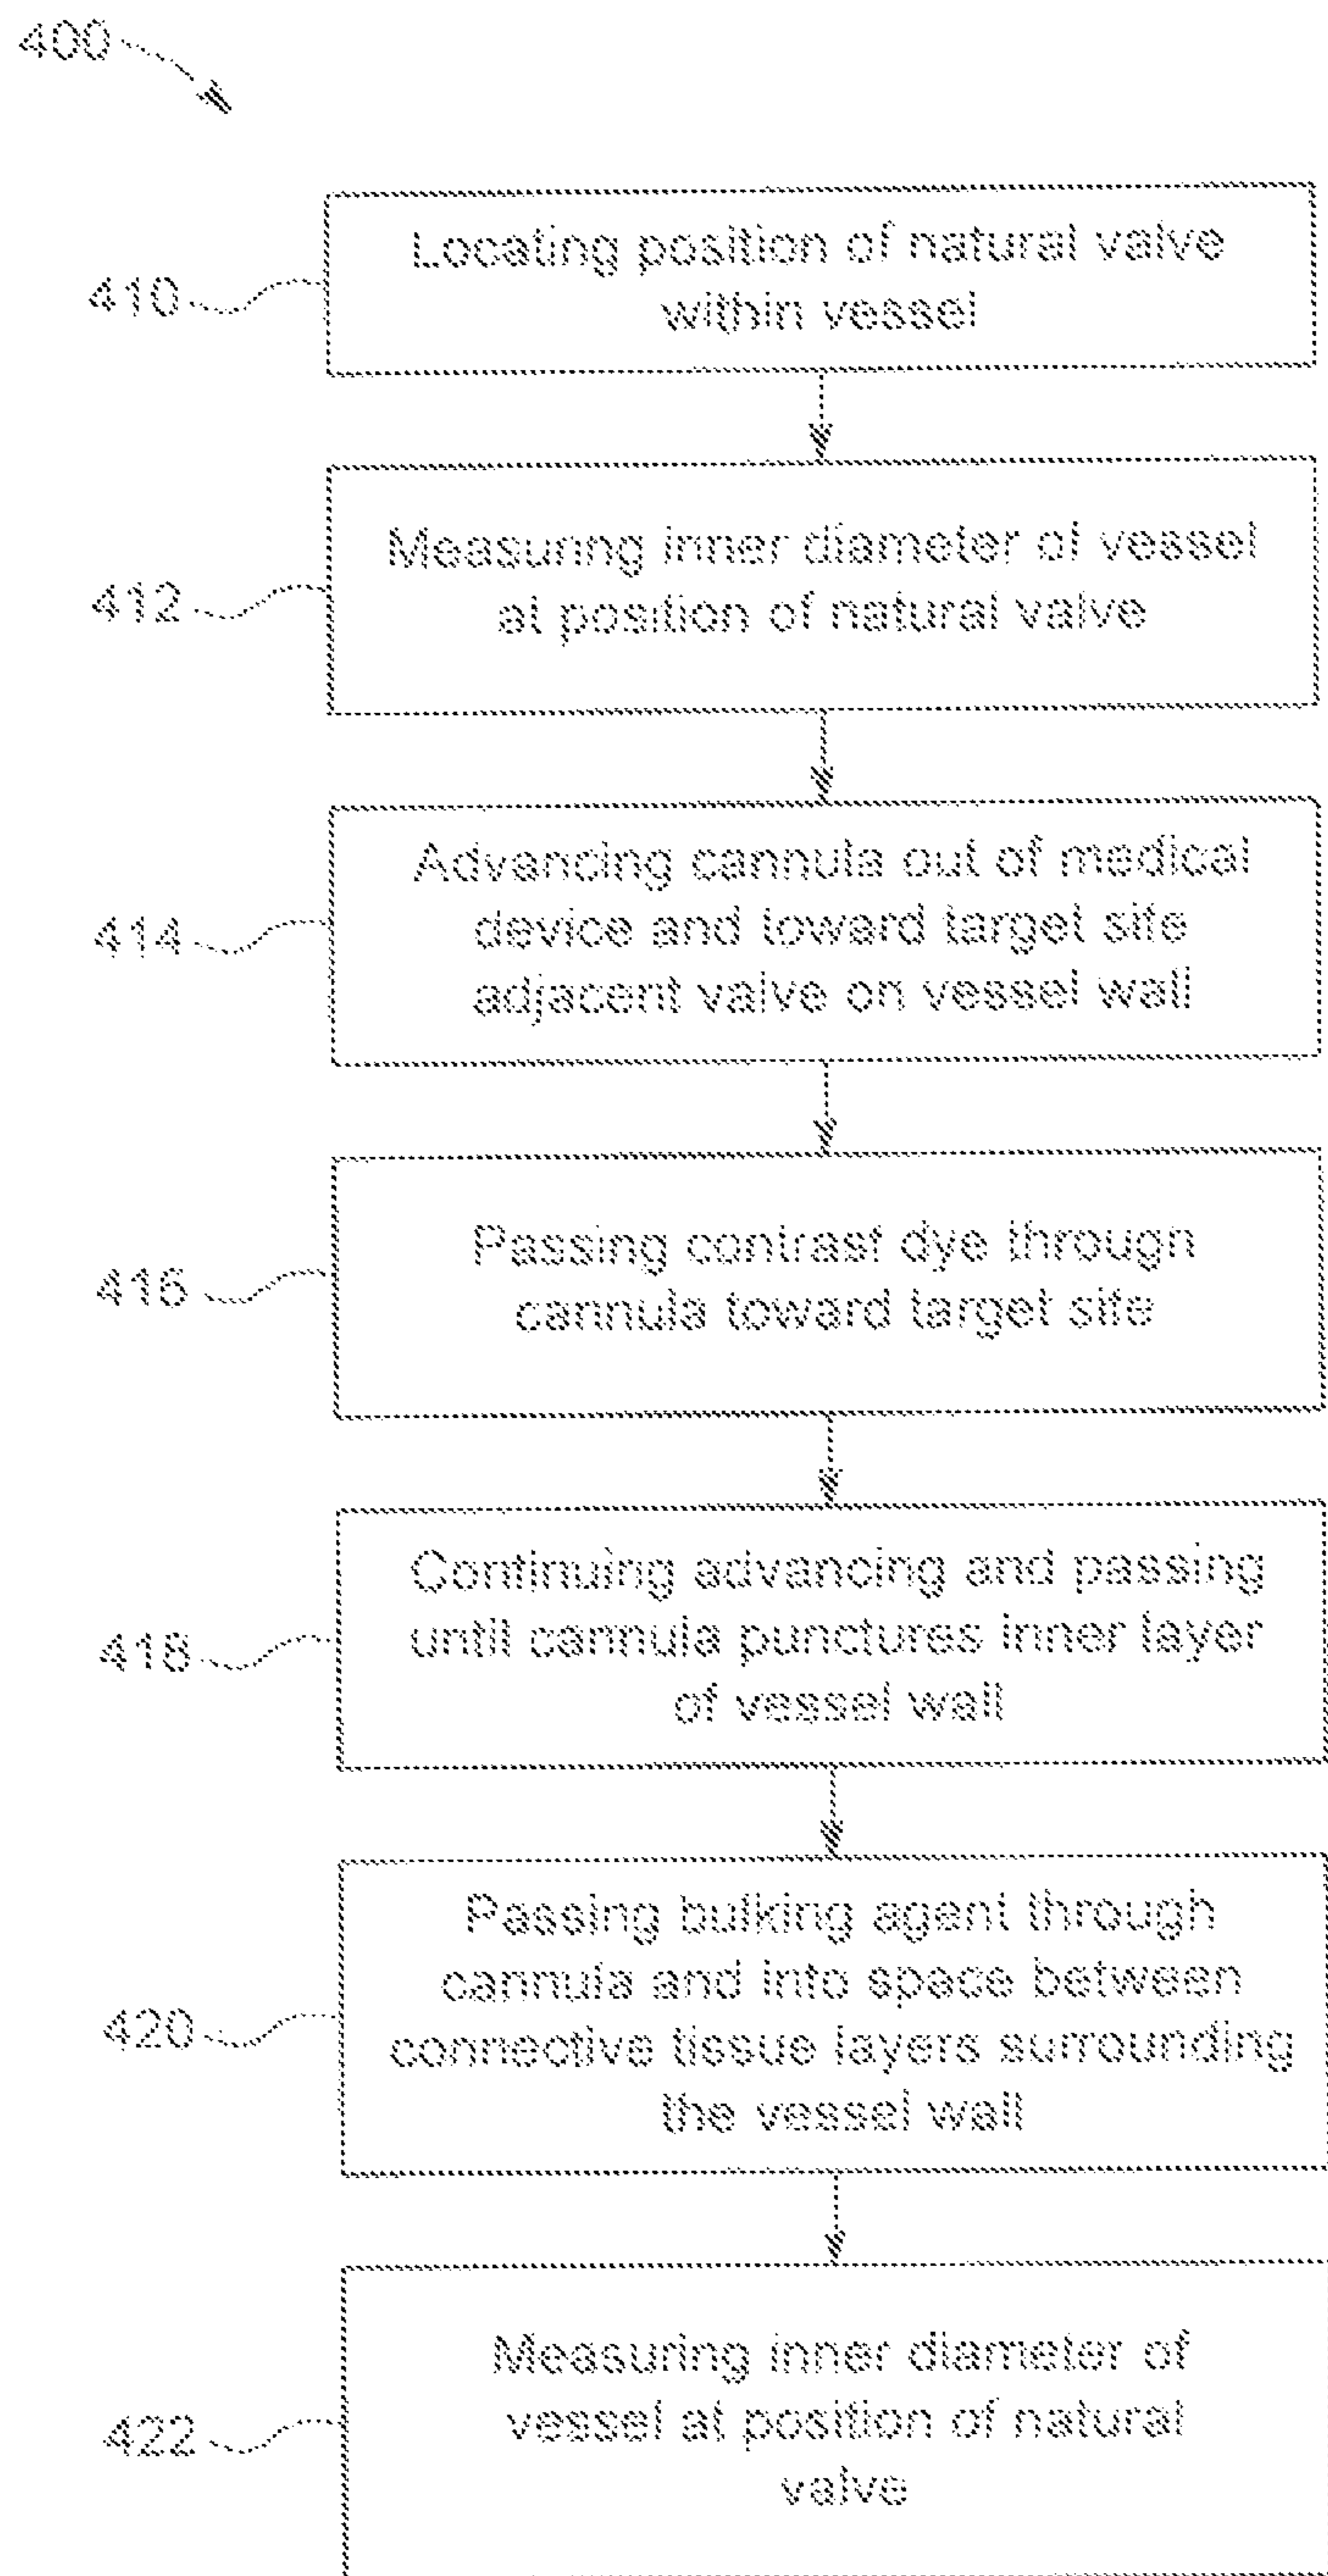 400
410
Locating position of natural valve
within vessel
412
Measuring inner diameter of vessel
at position of natural valve
414
Advancing cannula out of medical
device and toward target site
adjacent valve on vessel wall
416
Passing contrast dye through
cannula toward target site
418
Continuing advancing and passing
until cannula punctures inner layer
of vessel wall
420
Passing bulking agent through
cannula and into space between
connective tissue layers surrounding
the vessel wall
422
Measuring inner diameter of
vessel at position of natural
valve